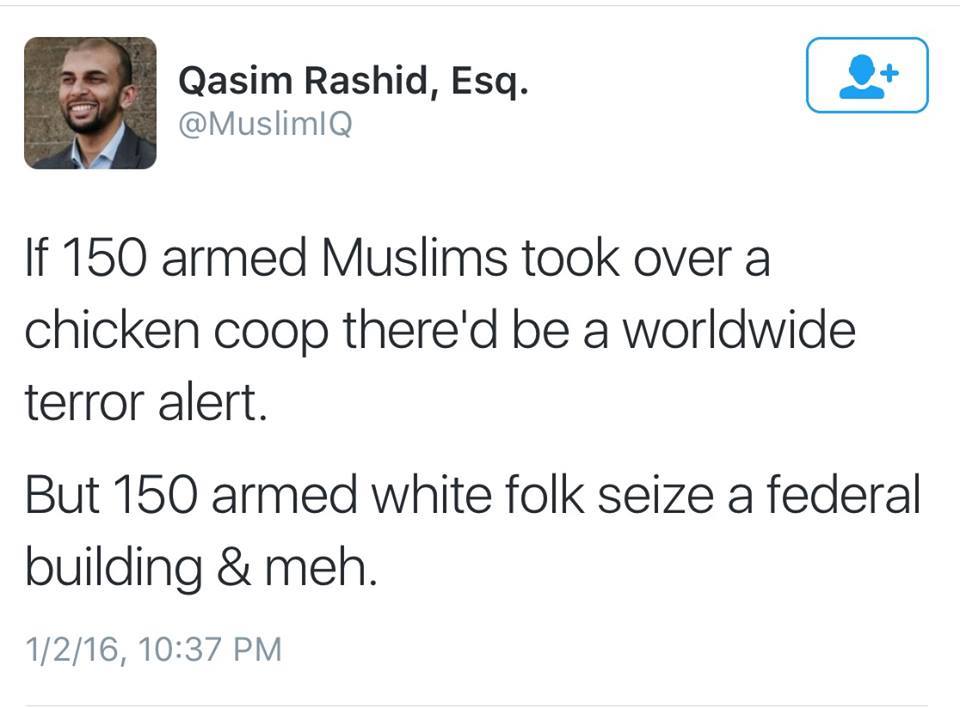 Qasim Rashid, Esq.
@MuslimIQ
If 150 armed Muslims took over a
chicken coop there'd be a worldwide
terror alert.
But 150 armed white folk seize a federal
building & meh.
1/2/16, 10:37 PM